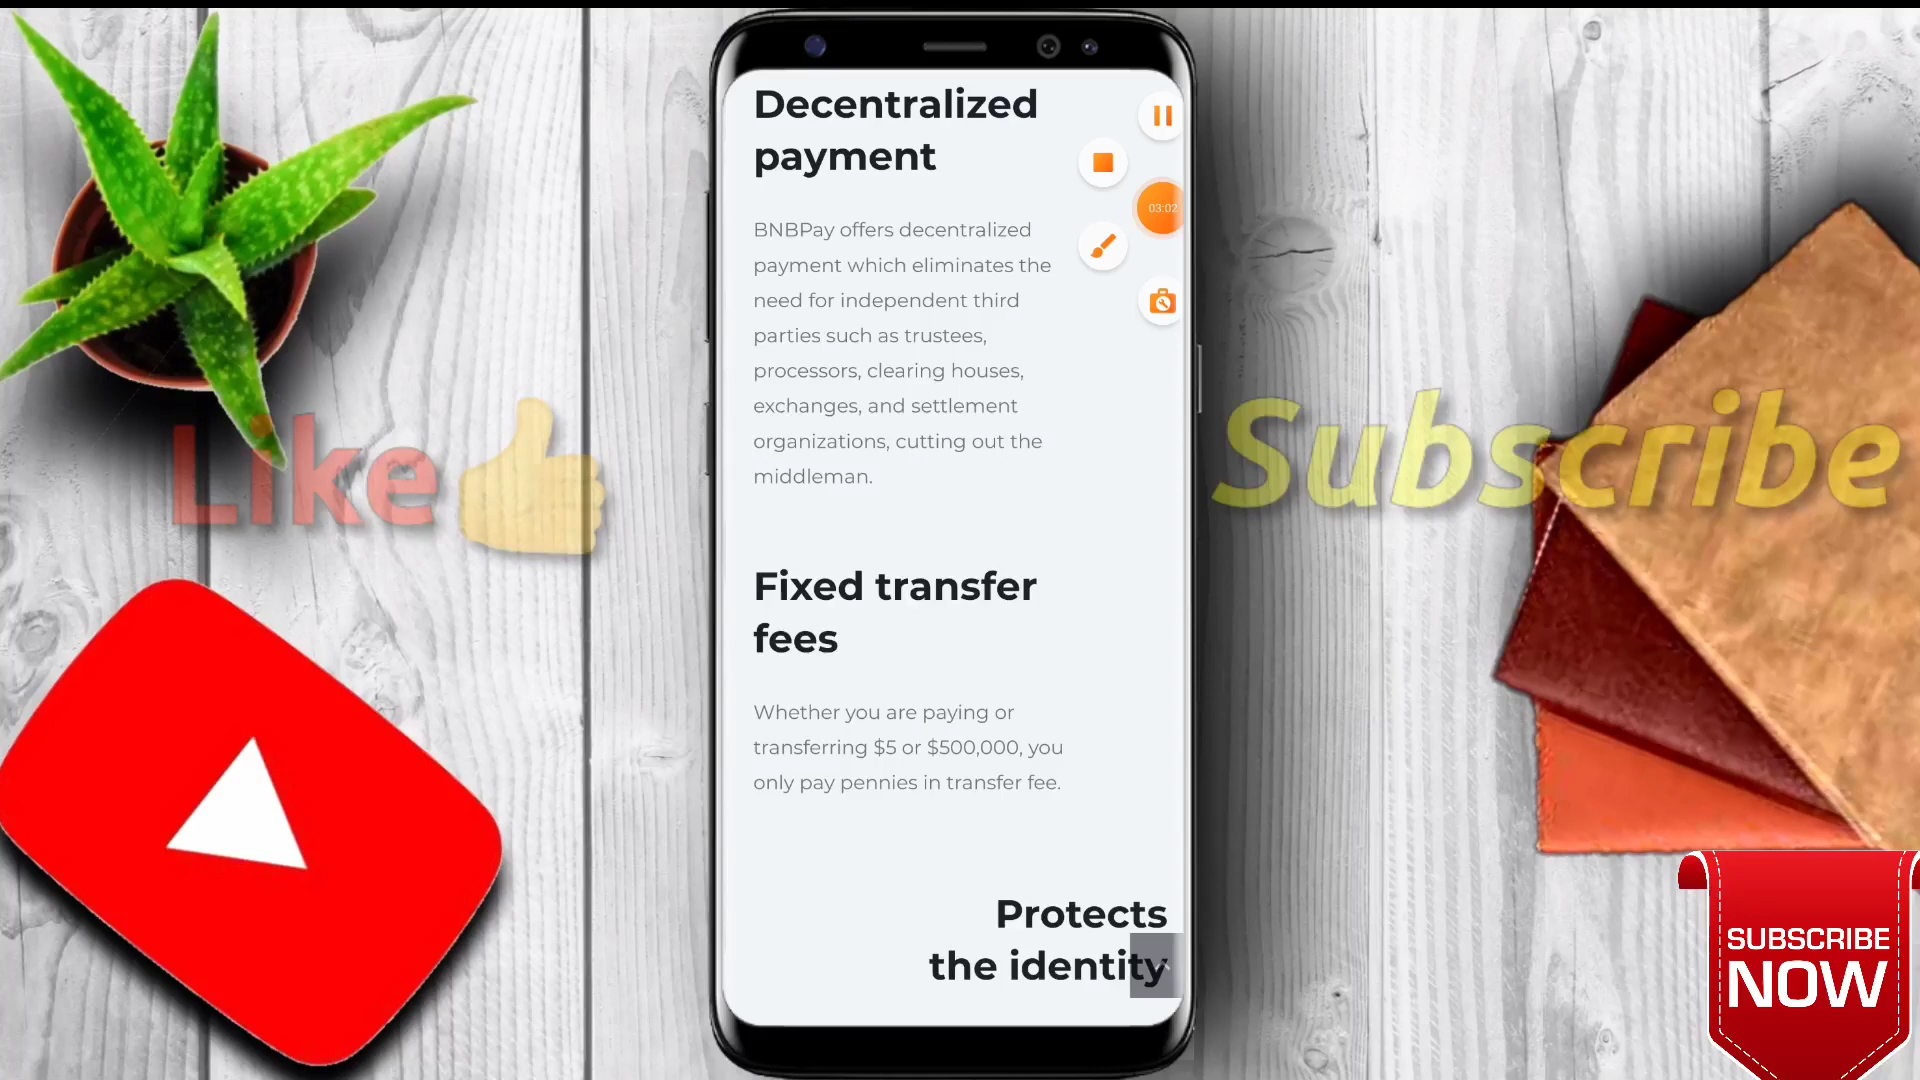 Decentralized
payment
BNBPay offers decentralized
payment which eliminates the
need for independent third
parties such as trustees,
processors, clearing houses,
exchanges, and settlement
organizations, cutting out the
middleman.
Fixed transfer
fees
Whether you are paying or
transferring $5 or $500,000, you
only pay pennies in transfer fee.
Protects
the identity
03:02
Like
Subscribe
SUBSCRIBE
NOW